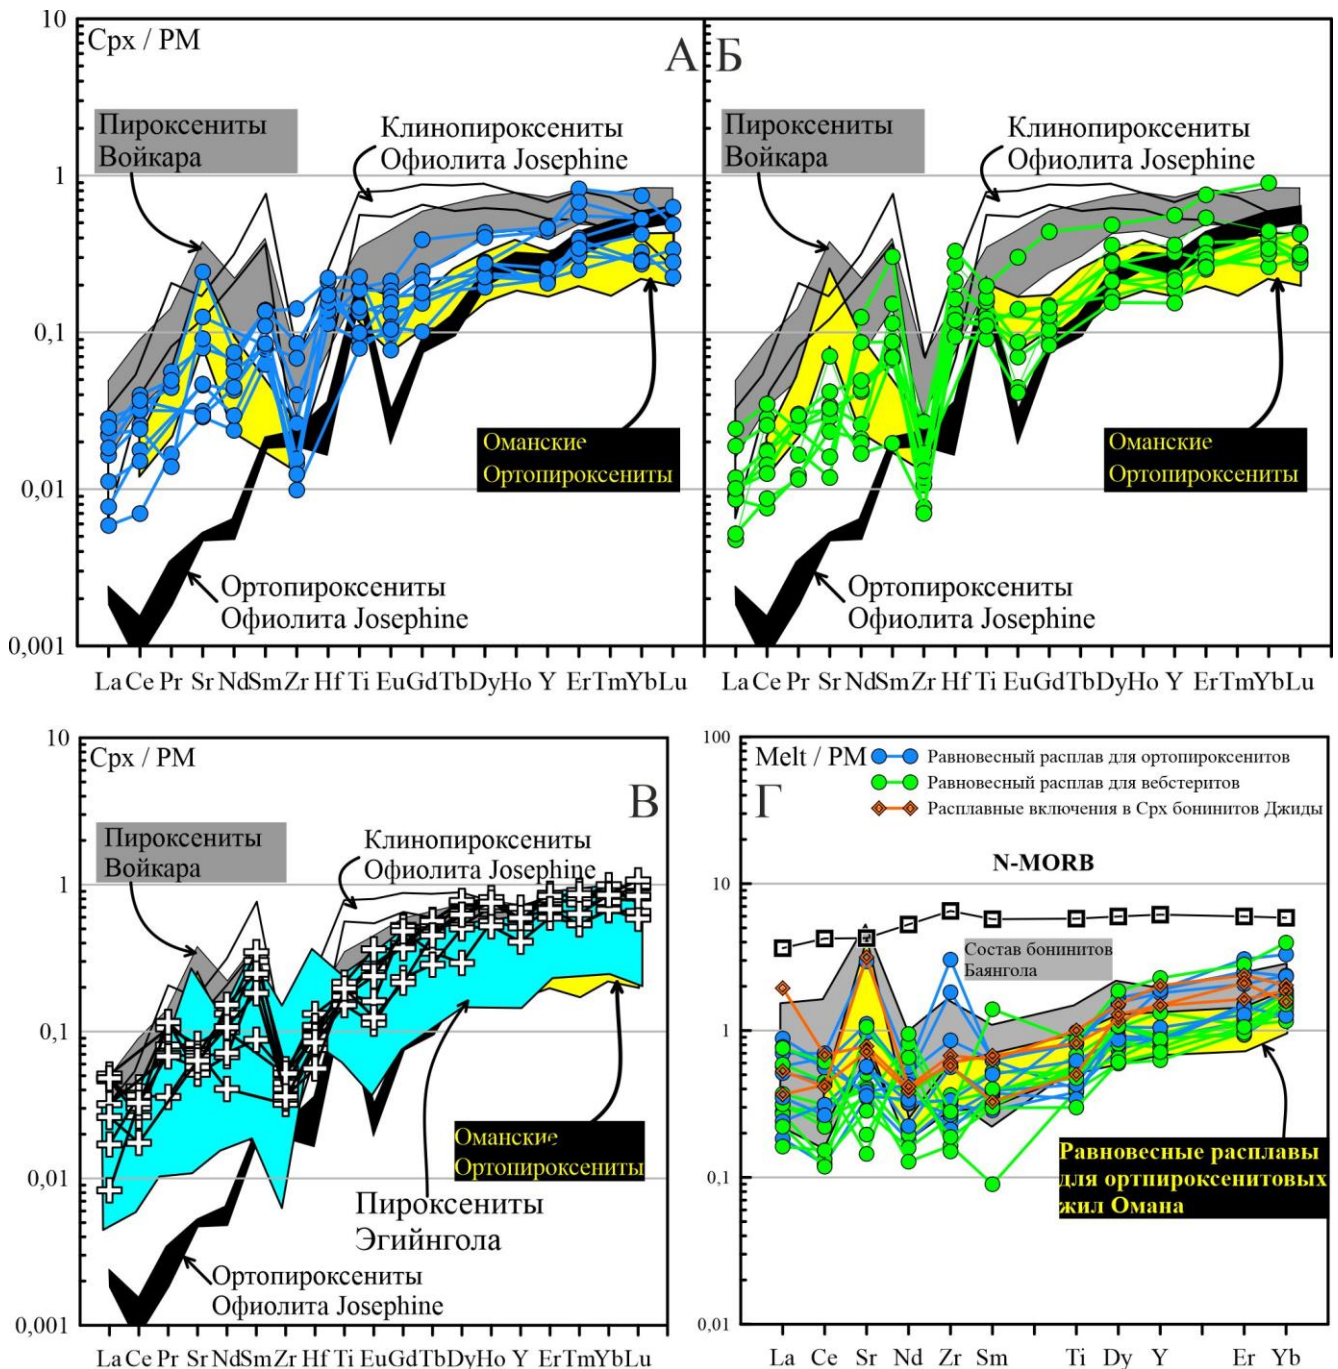 10
1
0,1
0,01
0,001
Cpx / PM
А
Пироксениты
Войкара
Клинопироксениты
Офиолита Josephine
Оманские
Ортопироксениты
Ортопироксениты
Офиолита Josephine
La Ce Pr Sr Nd Sm Zr Hf Ti Eu Gd Tb Dy Ho Y Er Tm Yb Lu
Б
Пироксениты
Войкара
Клинопироксениты
Офиолита Josephine
Оманские
Ортопироксениты
Ортопироксениты
Офиолита Josephine
La Ce Pr Sr Nd Sm Zr Hf Ti Eu Gd Tb Dy Ho Y Er Tm Yb Lu
10
1
0,1
0,01
0,001
Cpx / PM
В
Пироксениты
Войкара
Клинопироксениты
Офиолита Josephine
Оманские
Ортопироксениты
Пироксениты
Эгийнгола
Ортопироксениты
Офиолита Josephine
La Ce Pr Sr Nd Sm Zr Hf Ti Eu Gd Tb Dy Ho Y Er Tm Yb Lu
100
10
1
0,1
0,01
Melt / PM
Г
Равновесный расплав для ортопироксенитов
Равновесный расплав для вебстеритов
Расплавные включения в Cpx бонинитов Джиды
N-MORB
Состав бонинитов
Баянгола
Равновесные расплавы
для ортпироксенитовых
жил Омана
La Ce Sr Nd Zr Sm Ti Dy Y Er Yb